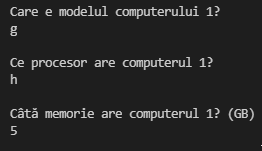 Care e modelul computerului 1?
g
Ce procesor are computerul 1?
h
Câtă memorie are computerul 1? (GB)
5